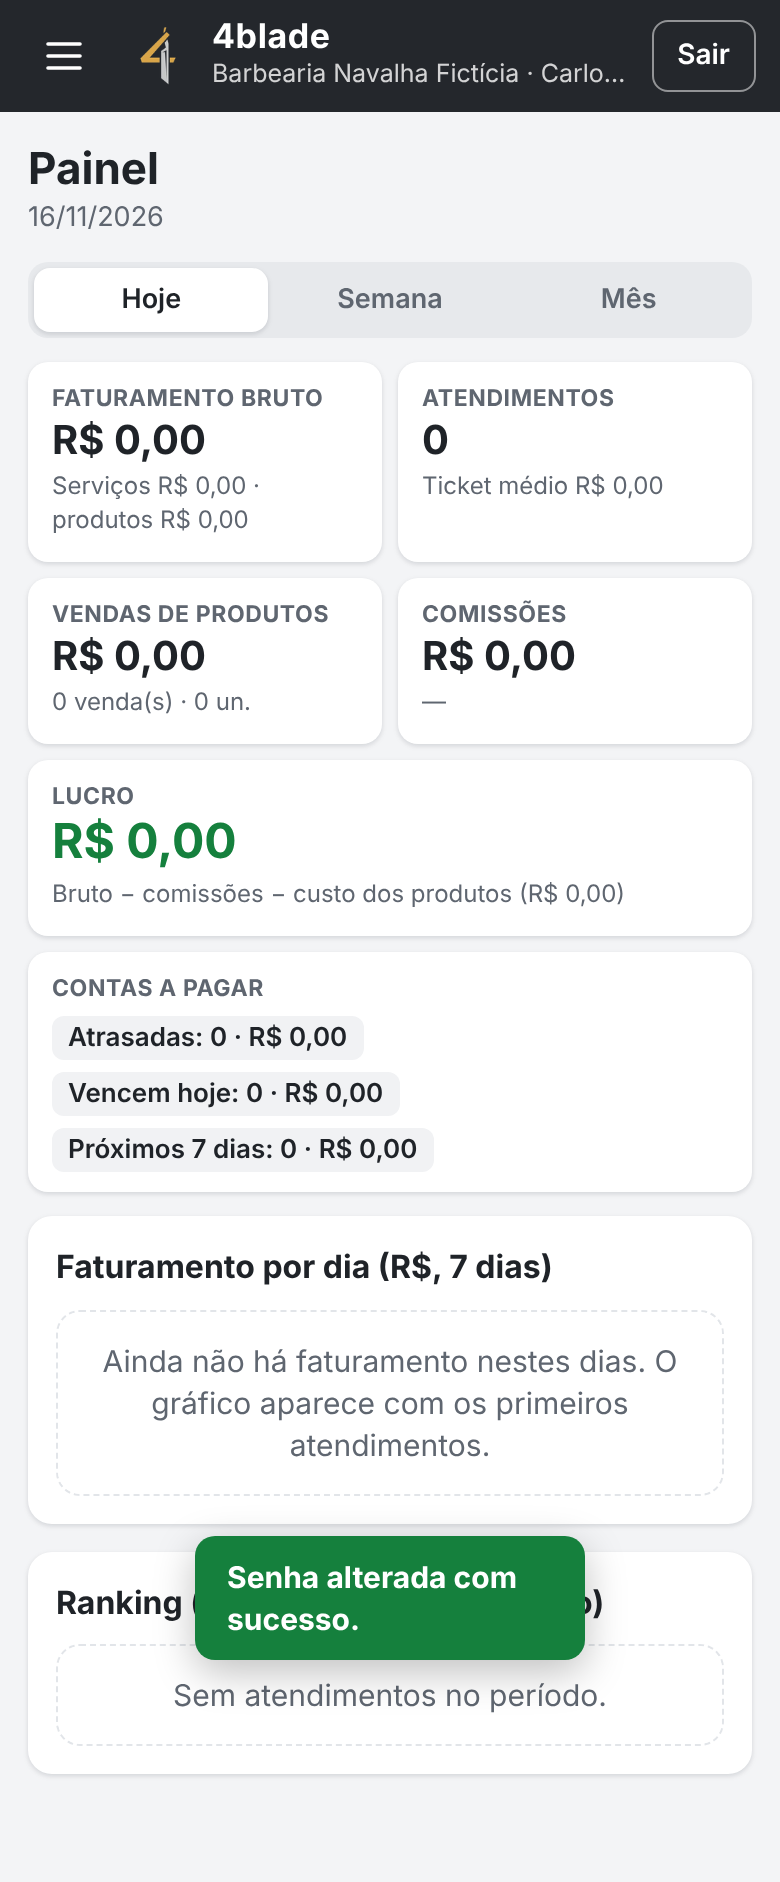 4blade
Barbearia Navalha Fictícia · Carlo...
Sair
Painel
16/11/2026
Hoje
Semana
Mês
FATURAMENTO BRUTO
R$ 0,00
Serviços R$ 0,00 ·
produtos R$ 0,00
ATENDIMENTOS
0
Ticket médio R$ 0,00
VENDAS DE PRODUTOS
R$ 0,00
0 venda(s) · 0 un.
COMISSÕES
R$ 0,00
—
LUCRO
R$ 0,00
Bruto – comissões – custo dos produtos (R$ 0,00)
CONTAS A PAGAR
Atrasadas: 0 · R$ 0,00
Vencem hoje: 0 · R$ 0,00
Próximos 7 dias: 0 · R$ 0,00
Faturamento por dia (R$, 7 dias)
Ainda não há faturamento nestes dias. O
gráfico aparece com os primeiros
atendimentos.
Ranking
Senha alterada com
sucesso.
Sem atendimentos no período.